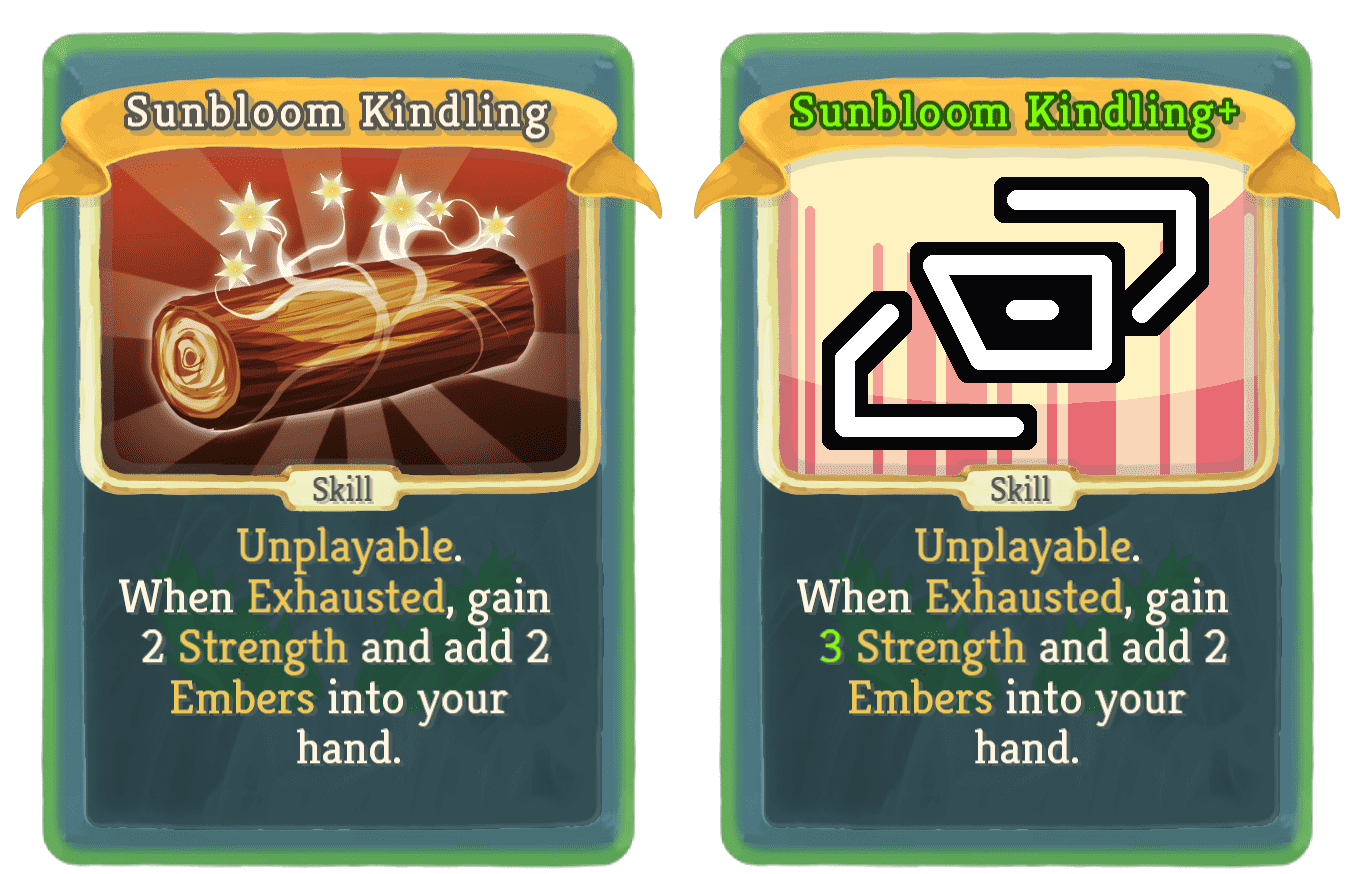 Sunbloom Kindling
Skill
Unplayable.
When Exhausted, gain
2 Strength and add 2
Embers into your
hand.
Sunbloom Kindling+
Skill
Unplayable.
When Exhausted, gain
3 Strength and add 2
Embers into your
hand.